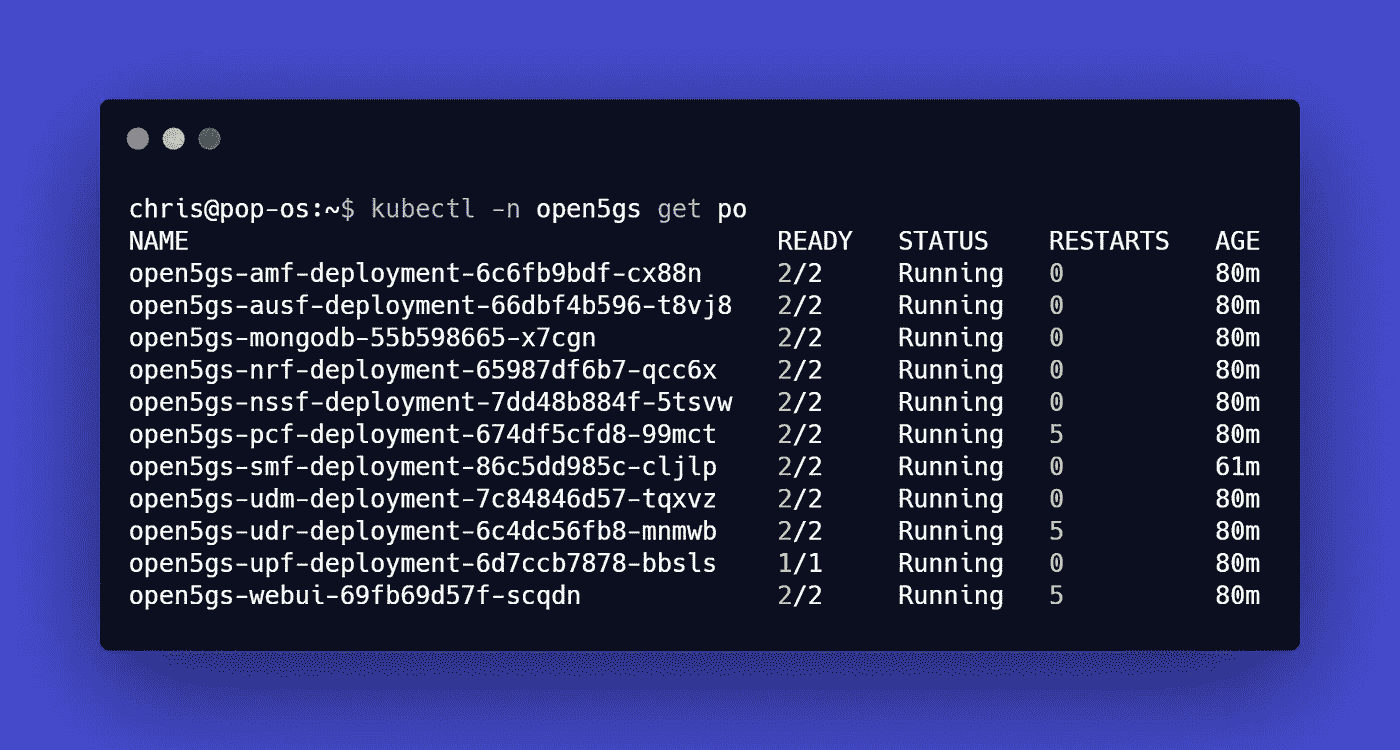 chris@pop-os:~$ kubectl -n open5gs get po
NAME READY STATUS RESTARTS AGE
open5gs-amf-deployment-6c6fb9bdf-cx88n 2/2 Running 0 80m
open5gs-ausf-deployment-66dbf4b596-t8vj8 2/2 Running 0 80m
open5gs-mongodb-55b598665-x7cgn 2/2 Running 0 80m
open5gs-nrf-deployment-65987df6b7-qcc6x 2/2 Running 0 80m
open5gs-nssf-deployment-7dd48b884f-5tsvw 2/2 Running 0 80m
open5gs-pcf-deployment-674df5cfd8-99mct 2/2 Running 5 80m
open5gs-smf-deployment-86c5dd985c-cljlp 2/2 Running 0 61m
open5gs-udm-deployment-7c84846d57-tqxvz 2/2 Running 0 80m
open5gs-udr-deployment-6c4dc56fb8-mnmwb 2/2 Running 5 80m
open5gs-upf-deployment-6d7ccb7878-bbsls 1/1 Running 0 80m
open5gs-webui-69fb69d57f-scqdn 2/2 Running 5 80m